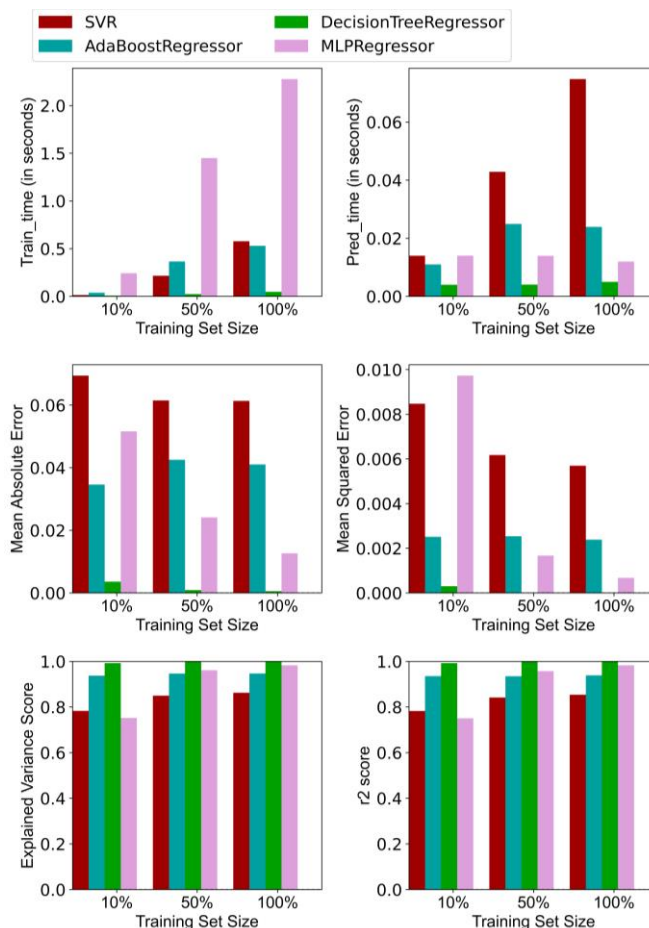 SVR
AdaBoostRegressor
DecisionTreeRegressor
MLPRegressor
Train_time (in seconds)
2.0
1.5
1.0
0.5
0.0
10% 50% 100%
Training Set Size
Pred_time (in seconds)
0.06
0.04
0.02
0.00
10% 50% 100%
Training Set Size
Mean Absolute Error
0.06
0.04
0.02
0.00
10% 50% 100%
Training Set Size
Mean Squared Error
0.010
0.008
0.006
0.004
0.002
0.000
10% 50% 100%
Training Set Size
Explained Variance Score
1.0
0.8
0.6
0.4
0.2
0.0
10% 50% 100%
Training Set Size
r2 score
1.0
0.8
0.6
0.4
0.2
0.0
10% 50% 100%
Training Set Size